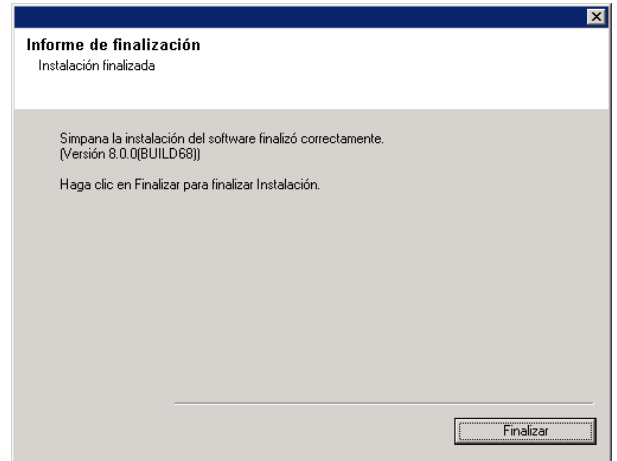 Informe de finalización
Instalación finalizada
Simpana la instalación del software finalizó correctamente.
(Versión 8.0.0(BUILD68))
Haga clic en Finalizar para finalizar Instalación.
Finalizar